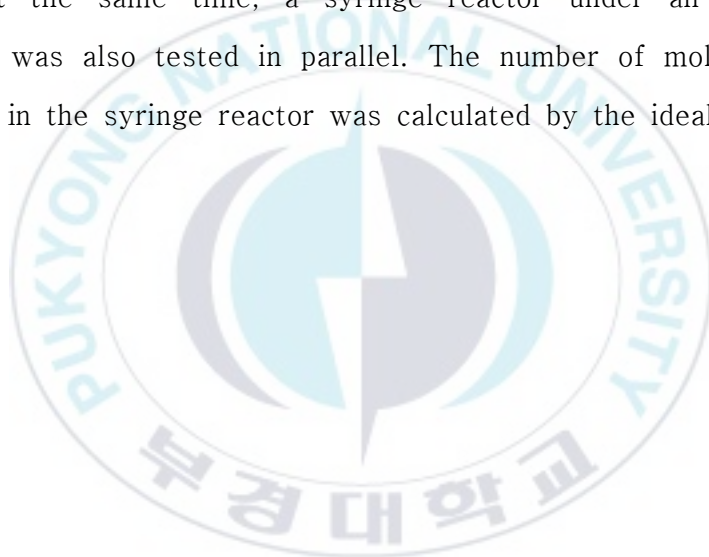 the same time, a syringe reactor under an
was also tested in parallel. The number of mol
in the syringe reactor was calculated by the ideal
PUKYONG NATIONAL UNIVERSITY
부경대학교